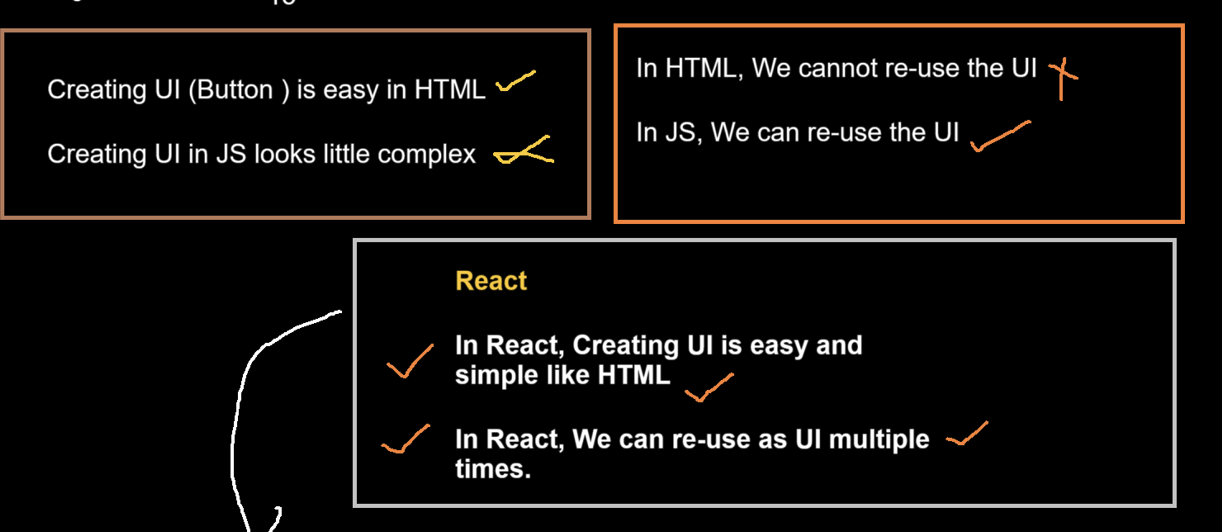 Creating UI (Button ) is easy in HTML
Creating UI in JS looks little complex
In HTML, We cannot re-use the UI
In JS, We can re-use the UI
React
In React, Creating UI is easy and
simple like HTML
In React, We can re-use as UI multiple
times.